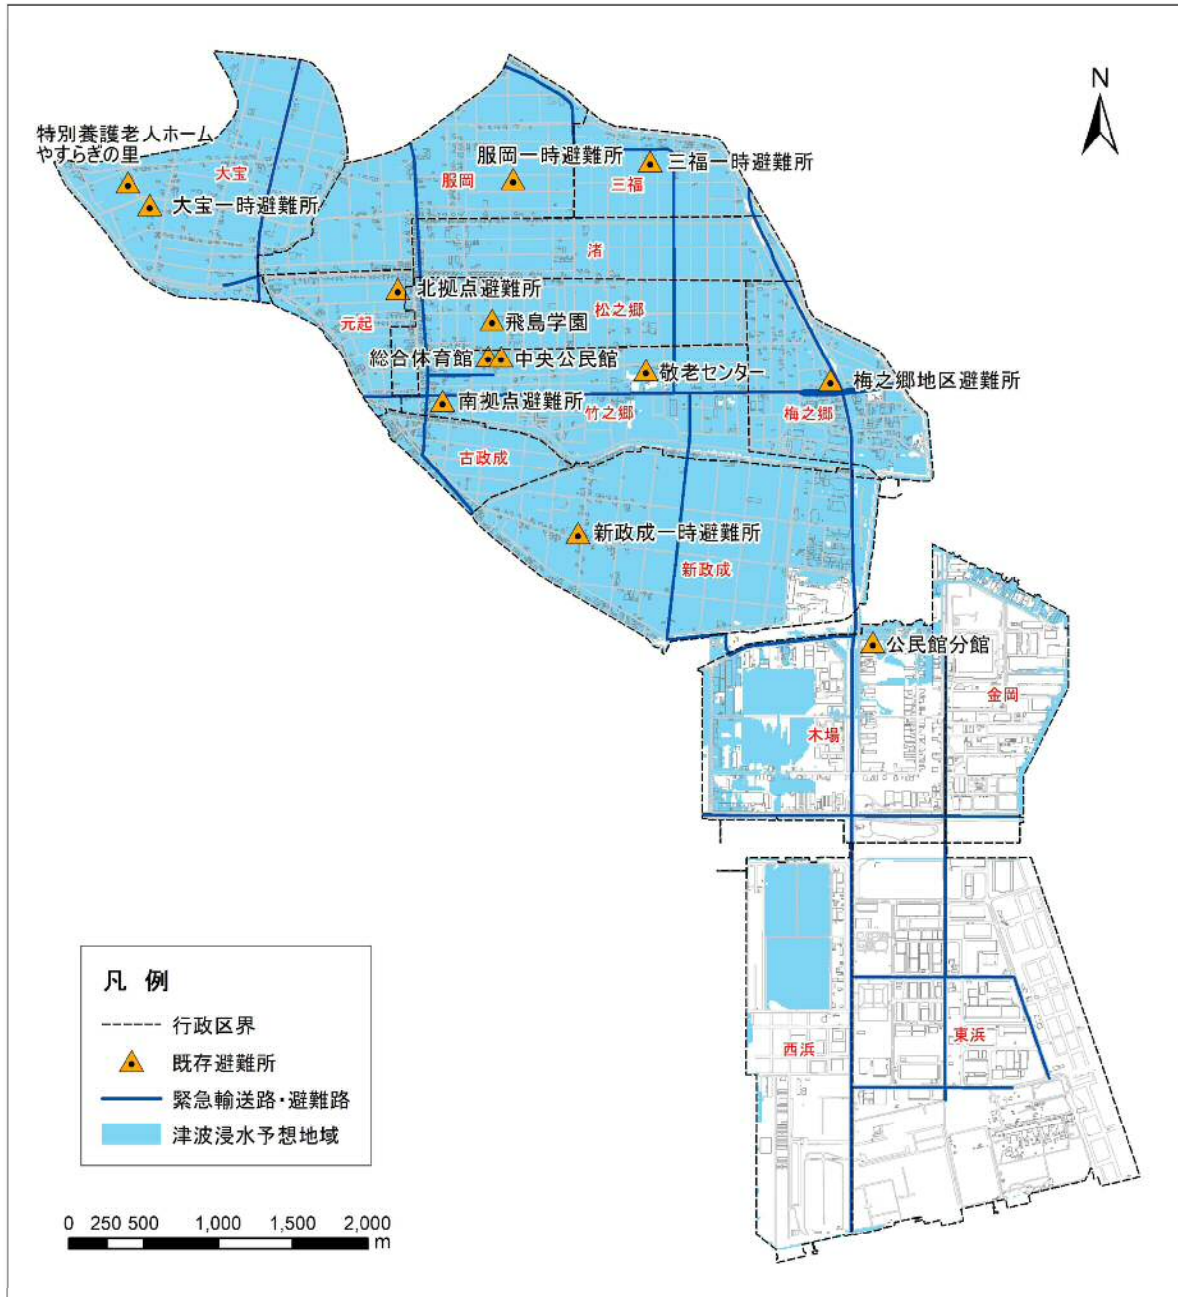 N
特別養護老人ホーム
やすらぎの里
大宝
大宝一時避難所
服岡一時避難所
服岡
三福一時避難所
三福
渚
北拠点避難所
飛島学園
松之郷
元起
総合体育館
中央公民館
敬老センター
梅之郷地区避難所
南拠点避難所
竹之郷
梅之郷
古政成
新政成一時避難所
新政成
公民館分館
金岡
木場
西浜
東浜
凡 例
行政区界
既存避難所
緊急輸送路・避難路
津波浸水予想地域
0 250 500 1,000 1,500 2,000
m